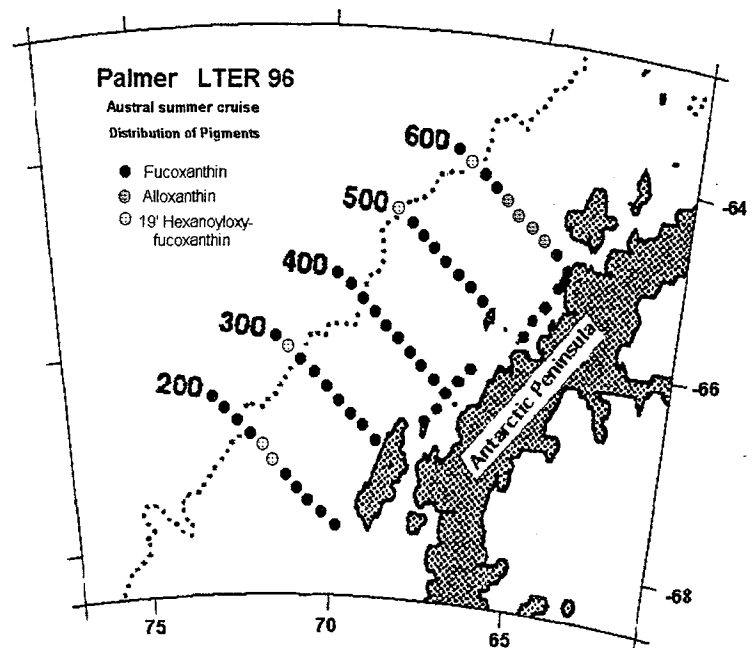 Palmer LTER 96
Austral summer cruise
Distribution of Pigments
Fucoxanthin
Alloxanthin
19' Hexanoyloxy-
fucoxanthin
600
500
400
300
200
-64
-66
-68
Antarctic Peninsula
75
70
65